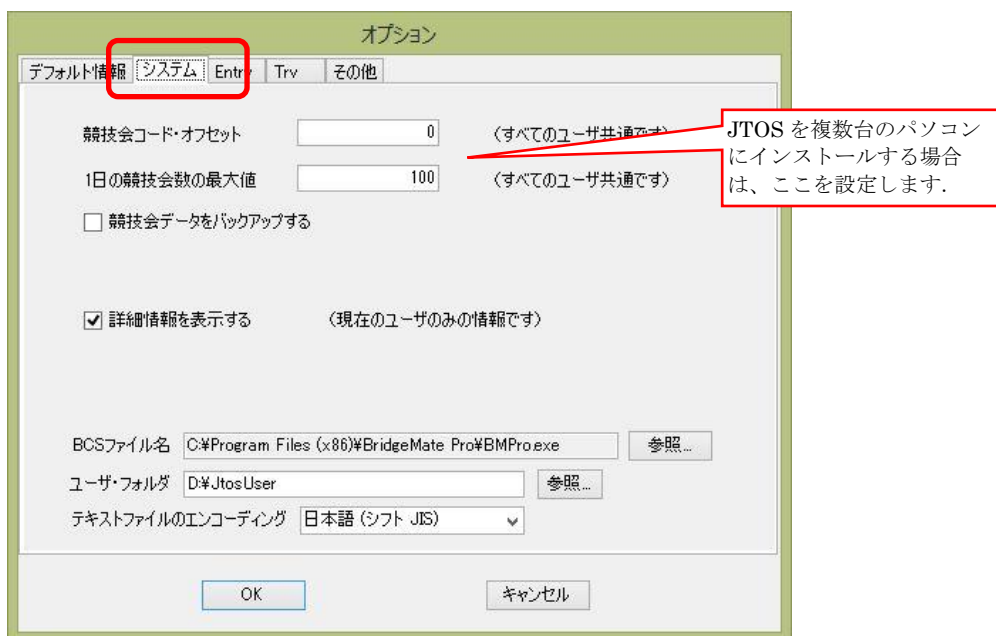 オプション
デフォルト情報 システム Entry Trv その他
競技会コード・オフセット 0 (すべてのユーザ共通です)
1日の競技会数の最大値 100 (すべてのユーザ共通です)
競技会データをバックアップする
JTOS を複数台のパソコン
にインストールする場合
は、ここを設定します.
詳細情報を表示する (現在のユーザのみの情報です)
BCSファイル名 C:¥Program Files (x86)¥BridgeMate Pro¥BMPro.exe 参照...
ユーザ・フォルダ D:¥JtosUser 参照...
テキストファイルのエンコーディング 日本語 (シフト JIS)
OK キャンセル